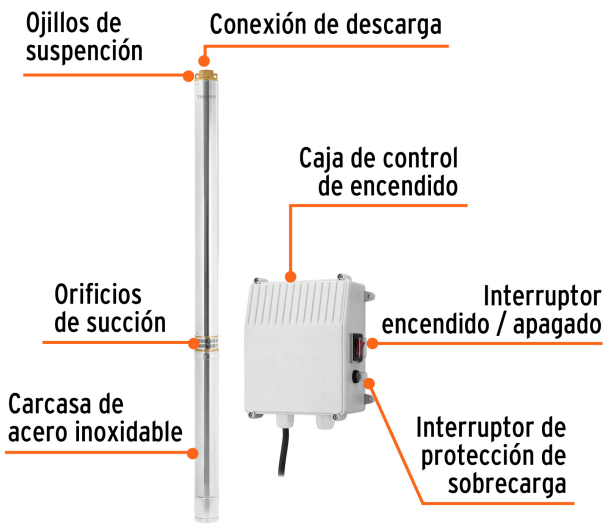 Ojillos de
suspención
Conexión de descarga
TRUPER
Caja de control
de encendido
Orificios
de succión
Interruptor
encendido / apagado
Carcasa de
acero inoxidable
Interruptor de
protección de
sobrecarga